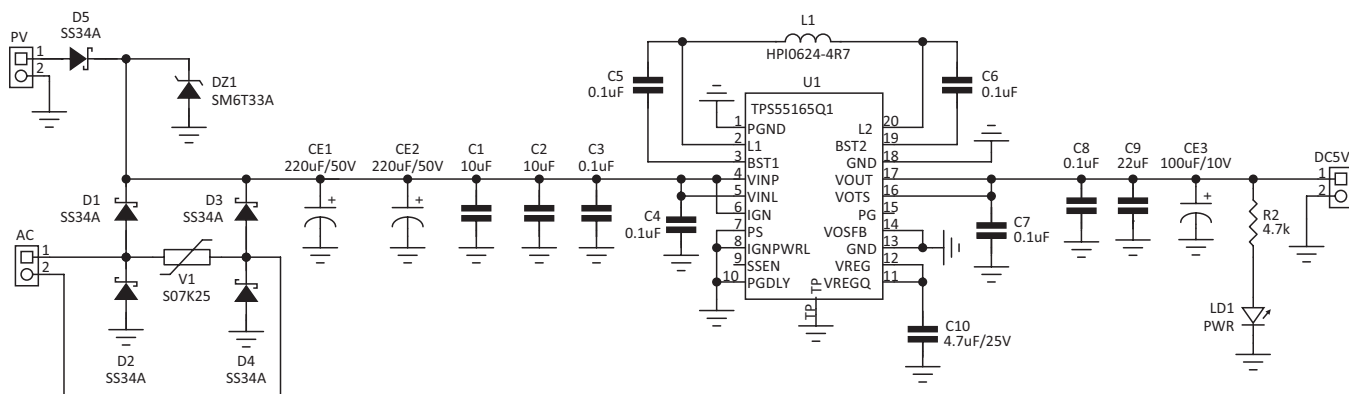 PV
1
2
D5
SS34A
DZ1
SM6T33A
D1
SS34A
D3
SS34A
AC
1
2
V1
S07K25
D2
SS34A
D4
SS34A
CE1
220uF/50V
+
CE2
220uF/50V
+
C1
10uF
C2
10uF
C3
0.1uF
C4
0.1uF
C5
0.1uF
L1
HPI0624-4R7
C6
0.1uF
U1
TPS55165Q1
1 PGND
2 L1
3 BST1
4 VINP
5 VINL
6 IGN
7 PS
8 IGNPWRL
9 SSEN
10 PGDLY
L2 20
BST2 19
GND 18
VOUT 17
VOTS 16
PG 15
VOSFB 14
GND 13
VREG 12
VREGQ 11
TP
TP
C7
0.1uF
C10
4.7uF/25V
C8
0.1uF
C9
22uF
CE3
100uF/10V
+
R2
4.7k
LD1
PWR
DC5V
1
2